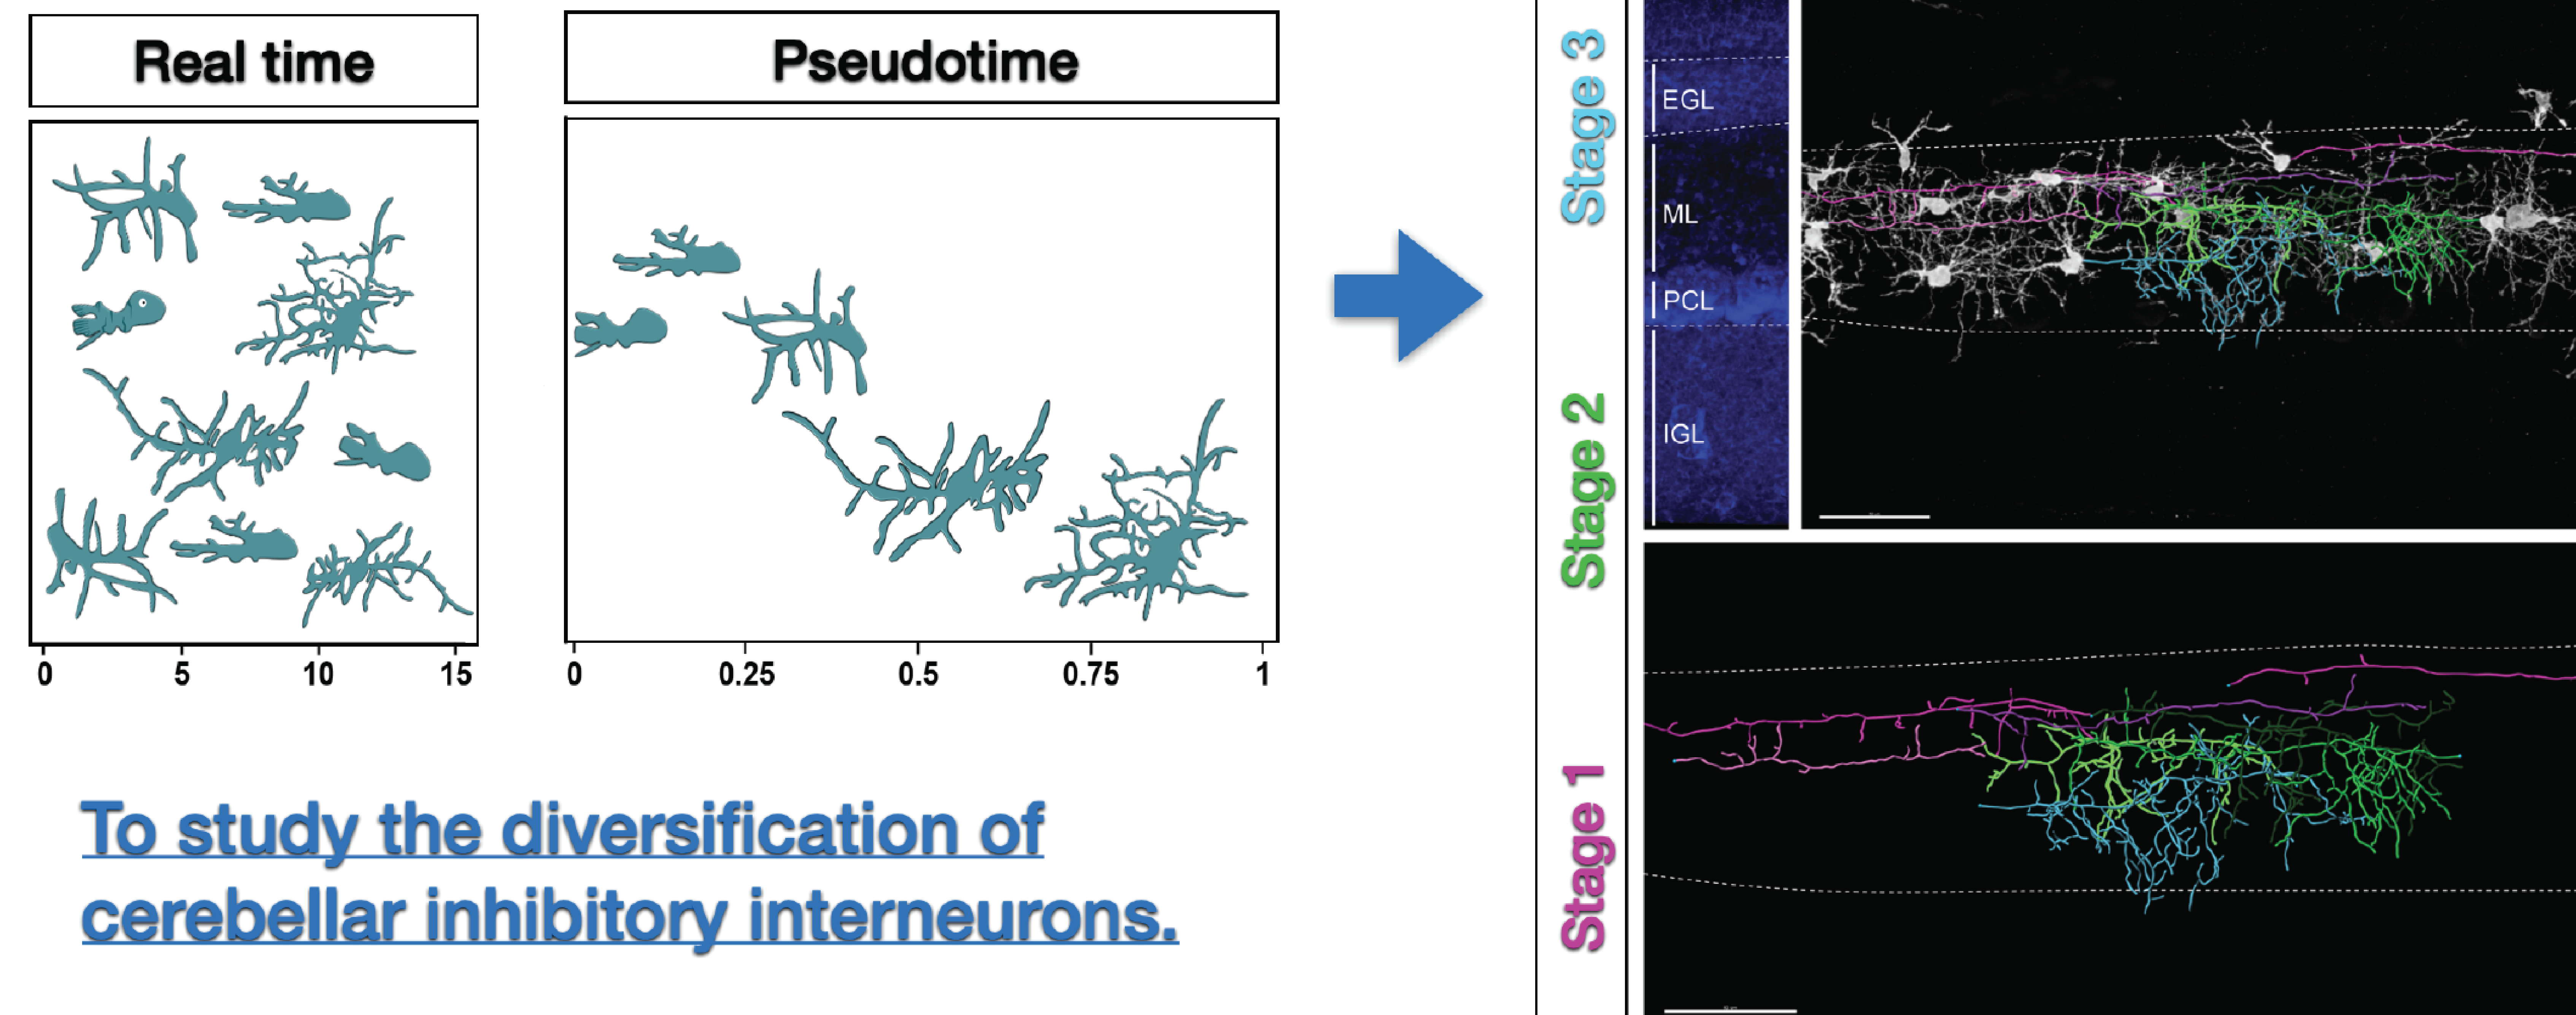 Real time
Pseudotime
0 5 10 15
0 0.25 0.5 0.75 1
To study the diversification of
cerebellar inhibitory interneurons.
Stage 3
Stage 2
Stage 1
EGL
ML
PCL
IGL